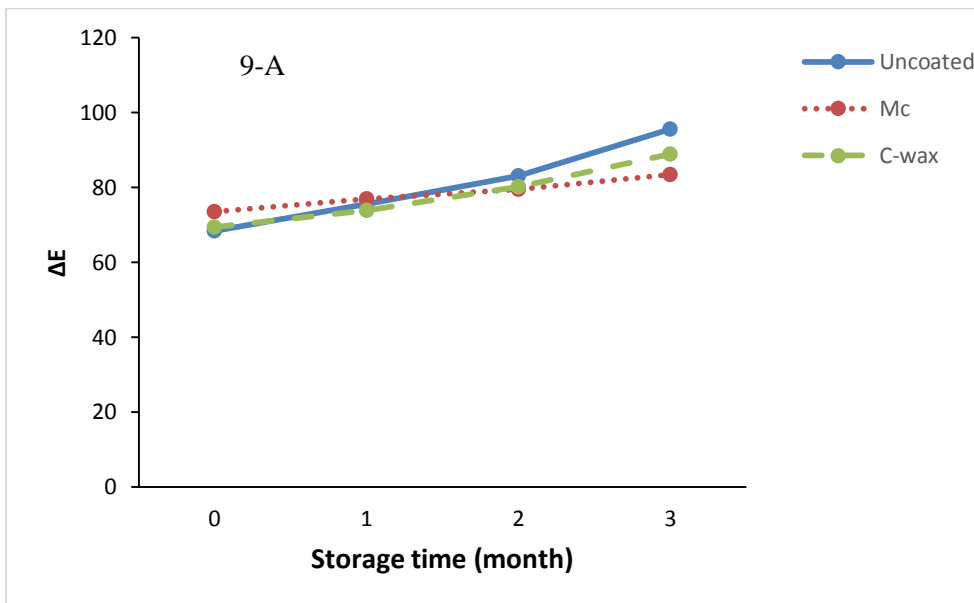 9-A
120
100
80
60
40
20
0
ΔE
0 1 2 3
Storage time (month)
Uncoated
Mc
C-wax